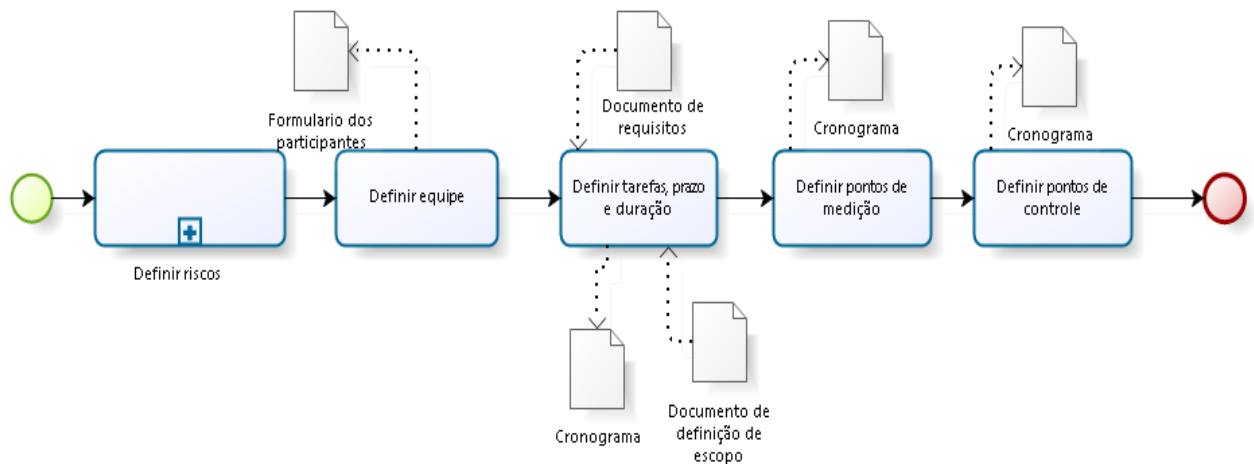 Formulario dos
participantes
Documento de
requisitos
Cronograma
Cronograma
Definir riscos
Definir equipe
Definir tarefas, prazo
e duração
Definir pontos de
medição
Definir pontos de
controle
Cronograma
Documento de
definição de
escopo